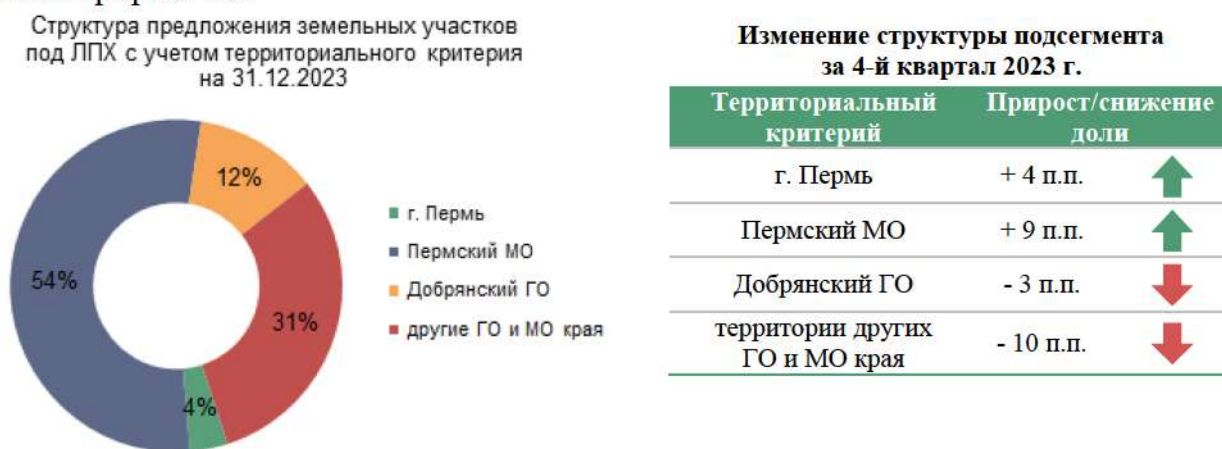 Структура предложения земельных участков
под ЛПХ с учетом территориального критерия
на 31.12.2023
12%
54%
31%
4%
г. Пермь
Пермский МО
Добрянский ГО
другие ГО и МО края
Изменение структуры подсегмента
за 4-й квартал 2023 г.
Территориальный Прирост/снижение
критерий доли
г. Пермь + 4 п.п.
Пермский МО + 9 п.п.
Добрянский ГО - 3 п.п.
территории других
ГО и МО края - 10 п.п.